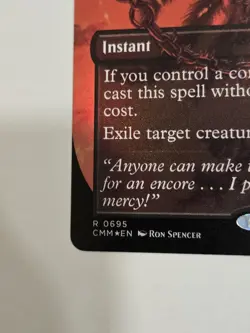 Instant
If you control a co
cast this spell witho
cost.
Exile target creatur
"Anyone can make
for an encore . . . I p
mercy!"
R 0695
CMM★EN Ron Spencer